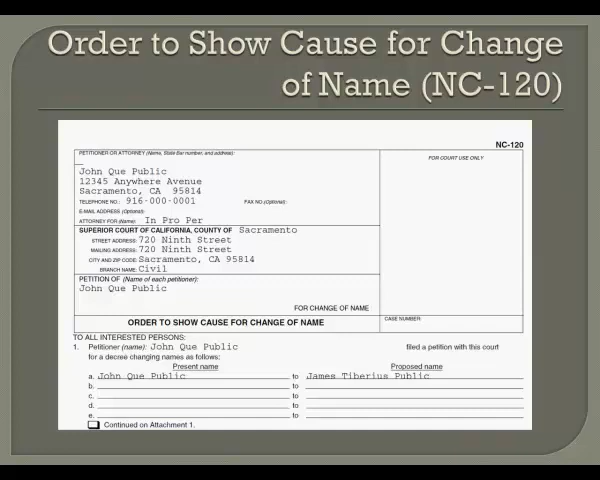 Order to Show Cause for Change
of Name (NC-120)
NC-120
PETITIONER OR ATTORNEY (Name, State Bar number, and address):
FOR COURT USE ONLY
John Que Public
12345 Anywhere Avenue
Sacramento, CA 95814
TELEPHONE NO.: 916-000-0001 FAX NO.(Optional):
E-MAIL ADDRESS (Optional):
ATTORNEY FOR (Name): In Pro Per
SUPERIOR COURT OF CALIFORNIA, COUNTY OF Sacramento
STREET ADDRESS: 720 Ninth Street
MAILING ADDRESS: 720 Ninth Street
CITY AND ZIP CODE: Sacramento, CA 95814
BRANCH NAME: Civil
PETITION OF (Name of each petitioner):
John Que Public
FOR CHANGE OF NAME
ORDER TO SHOW CAUSE FOR CHANGE OF NAME
CASE NUMBER:
TO ALL INTERESTED PERSONS:
1. Petitioner (name): John Que Public filed a petition with this court
for a decree changing names as follows:
Present name Proposed name
a. John Que Public to James Tiberius Public
b. to
c. to
d. to
e. to
Continued on Attachment 1.